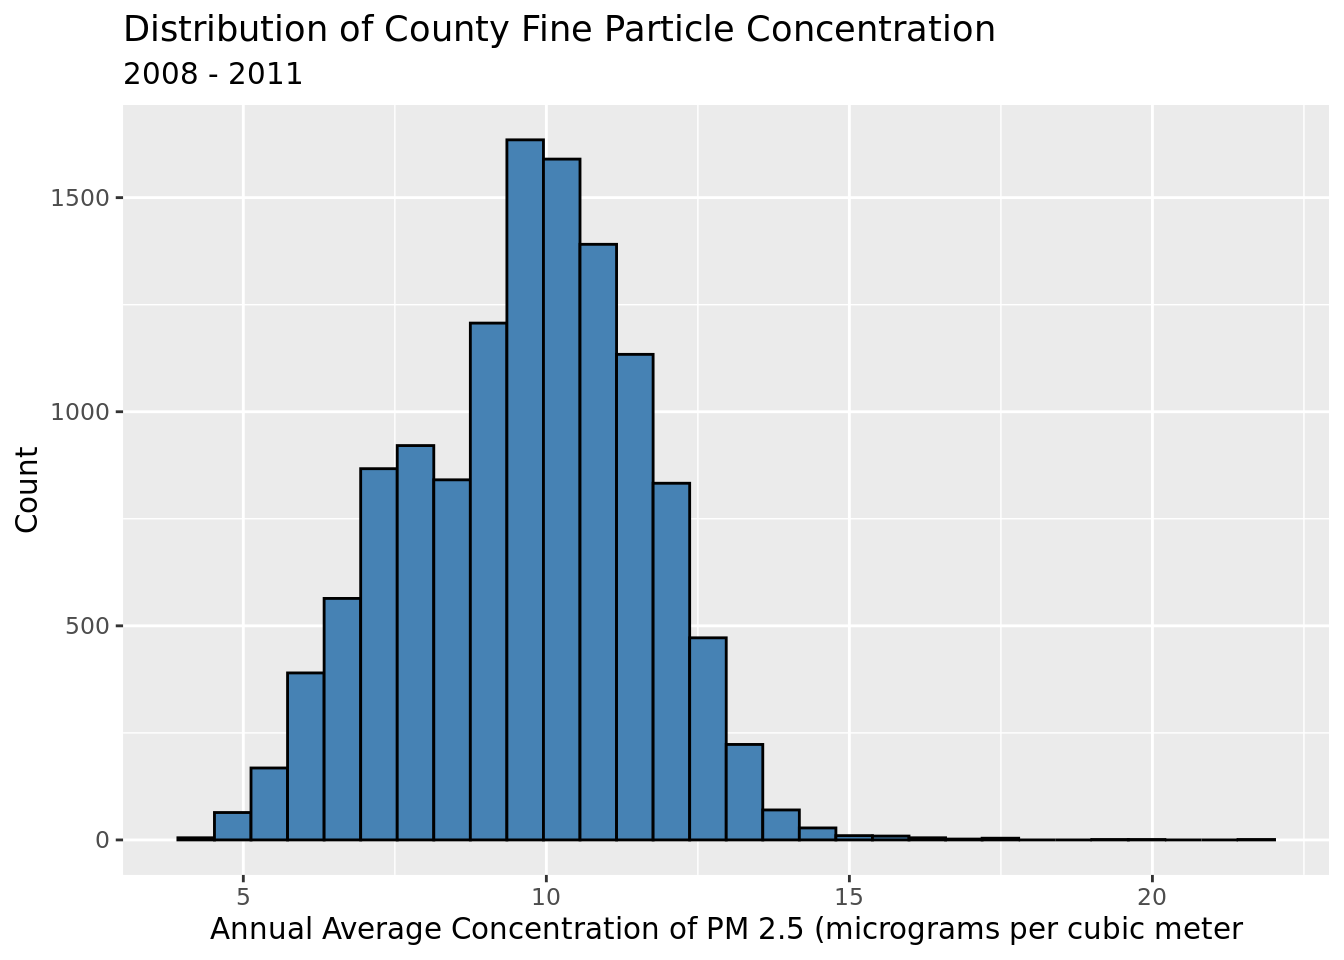 Distribution of County Fine Particle Concentration
2008 - 2011
1500
1000
500
0
Count
5 10 15 20
Annual Average Concentration of PM 2.5 (micrograms per cubic meter